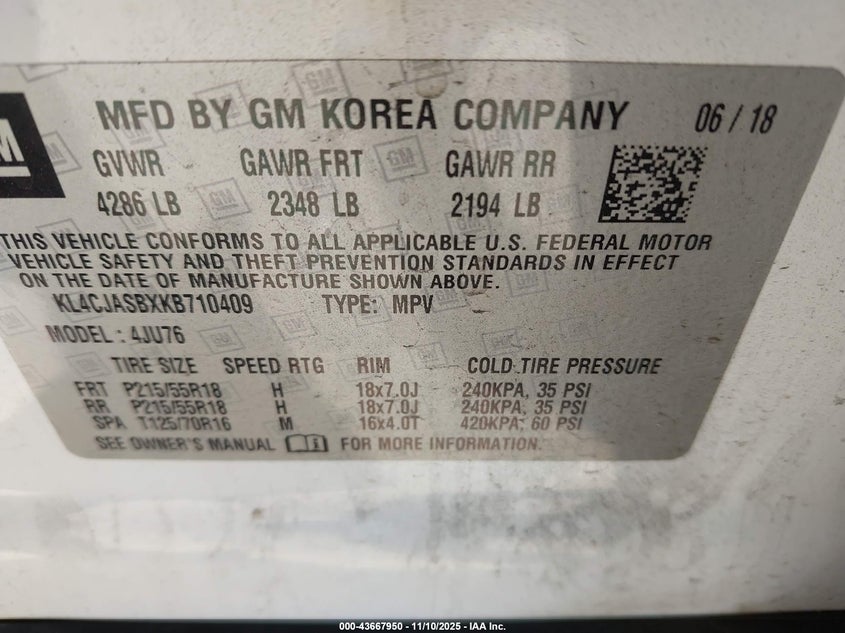 MFD BY GM KOREA COMPANY 06 / 18
GVWR GAWR FRT GAWR RR
4286 LB 2348 LB 2194 LB
THIS VEHICLE CONFORMS TO ALL APPLICABLE U.S. FEDERAL MOTOR
VEHICLE SAFETY AND THEFT PREVENTION STANDARDS IN EFFECT
ON THE DATE OF MANUFACTURE SHOWN ABOVE.
KL4CJASBXKB710409 TYPE: MPV
MODEL: 4JU76
TIRE SIZE SPEED RTG RIM COLD TIRE PRESSURE
FRT P215/55R18 H 18x7.0J 240KPA, 35 PSI
RR P215/55R18 H 18x7.0J 240KPA, 35 PSI
SPA T125/70R16 M 16x4.0T 420KPA, 60 PSI
SEE OWNER'S MANUAL FOR MORE INFORMATION.
000-43667950 - 11/10/2025 - IAA Inc.